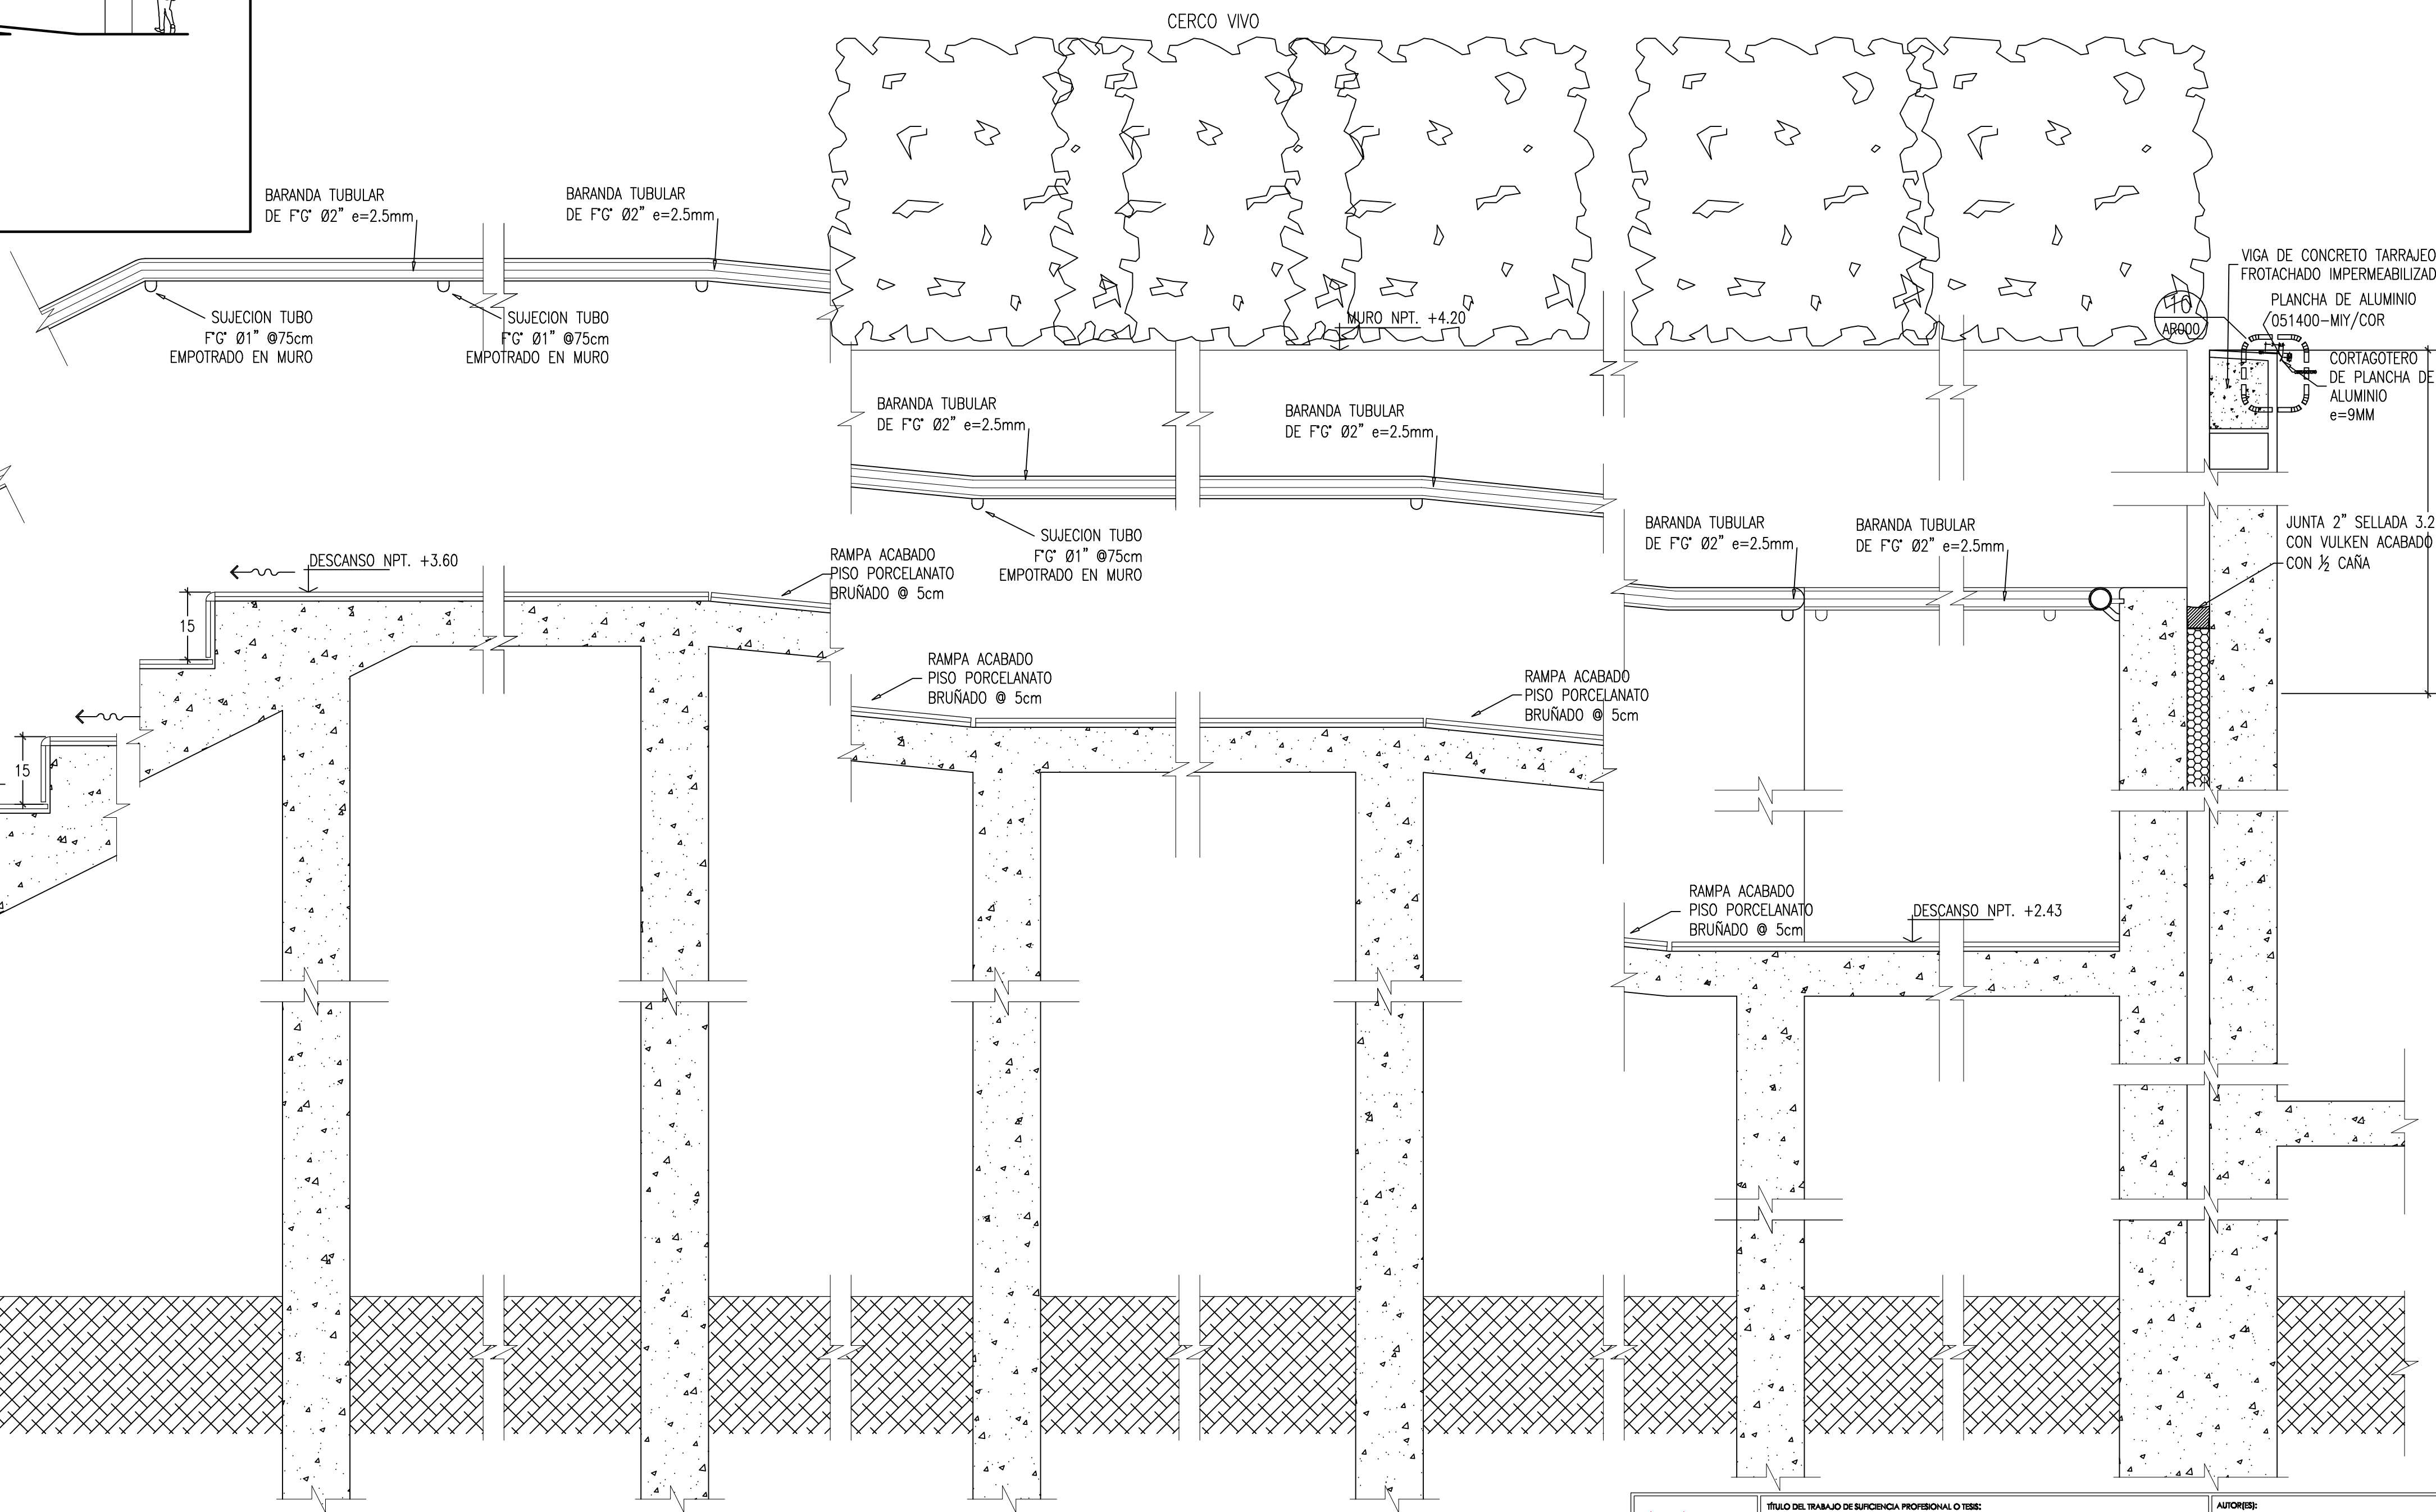 CERCO VIVO
BARANDA TUBULAR
DE F°G° Ø2" e=2.5mm
BARANDA TUBULAR
DE F°G° Ø2" e=2.5mm
SUJECION TUBO
F°G° Ø1" @75cm
EMPOTRADO EN MURO
SUJECION TUBO
F°G° Ø1" @75cm
EMPOTRADO EN MURO
MURO NPT. +4.20
VIGA DE CONCRETO TARRAJEO
FROTACHADO IMPERMEABILIZAD
10
AR000
PLANCHA DE ALUMINIO
051400-MIY/COR
CORTAGOTERO
DE PLANCHA DE
ALUMINIO
e=9MM
BARANDA TUBULAR
DE F°G° Ø2" e=2.5mm
BARANDA TUBULAR
DE F°G° Ø2" e=2.5mm
SUJECION TUBO
F°G° Ø1" @75cm
EMPOTRADO EN MURO
BARANDA TUBULAR
DE F°G° Ø2" e=2.5mm
BARANDA TUBULAR
DE F°G° Ø2" e=2.5mm
JUNTA 2" SELLADA 3.2
CON VULKEN ACABADO
CON ½ CAÑA
DESCANSO NPT. +3.60
RAMPA ACABADO
PISO PORCELANATO
BRUÑADO @ 5cm
15
RAMPA ACABADO
PISO PORCELANATO
BRUÑADO @ 5cm
RAMPA ACABADO
PISO PORCELANATO
BRUÑADO @ 5cm
15
RAMPA ACABADO
PISO PORCELANATO
BRUÑADO @ 5cm
DESCANSO NPT. +2.43
TÍTULO DEL TRABAJO DE SUFICIENCIA PROFESIONAL O TESIS:
AUTOR(ES):